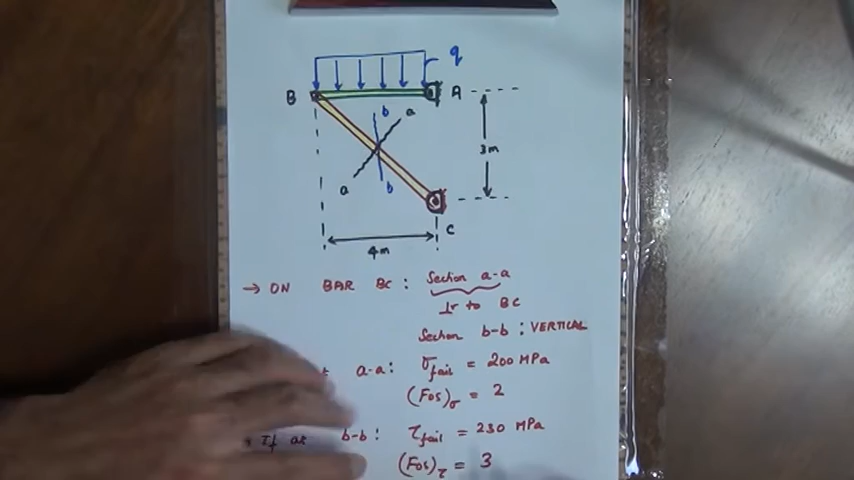 q
B
A
b
a
3m
a
b
C
4m
→ ON BAR BC : Section a-a
⊥r to BC
Section b-b : VERTICAL
a-a : σfail = 200 MPa
(FoS)σ = 2
If at b-b : τfail = 230 MPa
(FoS)τ = 3